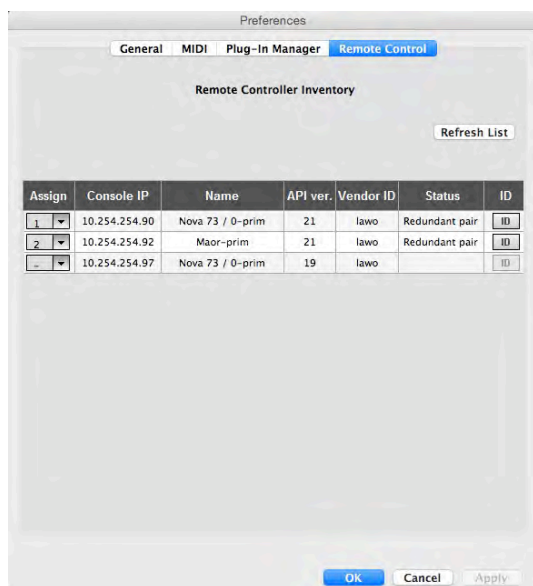 Preferences
General MIDI Plug-In Manager Remote Control
Remote Controller Inventory
Refresh List
Assign Console IP Name API ver. Vendor ID Status ID
1 10.254.254.90 Nova 73 / 0-prim 21 lawo Redundant pair ID
2 10.254.254.92 Maor-prim 21 lawo Redundant pair ID
- 10.254.254.97 Nova 73 / 0-prim 19 lawo ID
OK Cancel Apply